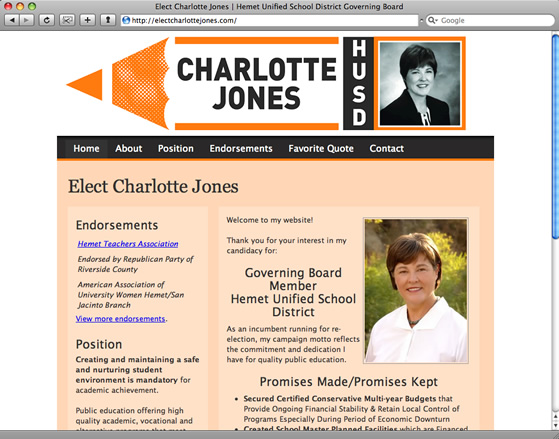 Elect Charlotte Jones | Hemet Unified School District Governing Board
http://electcharlottejones.com/
Google
CHARLOTTE
JONES
HUSD
Home About Position Endorsements Favorite Quote Contact
Elect Charlotte Jones
Endorsements
Hemet Teachers Association
Endorsed by Republican Party of
Riverside County
American Association of
University Women Hemet/San
Jacinto Branch
View more endorsements.
Position
Creating and maintaining a safe
and nurturing student
environment is mandatory for
academic achievement.
Public education offering high
quality academic, vocational and
alternative programs that meet
Welcome to my website!
Thank you for your interest in my
candidacy for:
Governing Board
Member
Hemet Unified School
District
As an incumbent running for re-
election, my campaign motto reflects
the commitment and dedication I
have for quality public education.
Promises Made/Promises Kept
• Secured Certified Conservative Multi-year Budgets that
Provide Ongoing Financial Stability & Retain Local Control of
Programs Especially During Period of Economic Downturn
• Created School Master Planned Facilities which are Financed